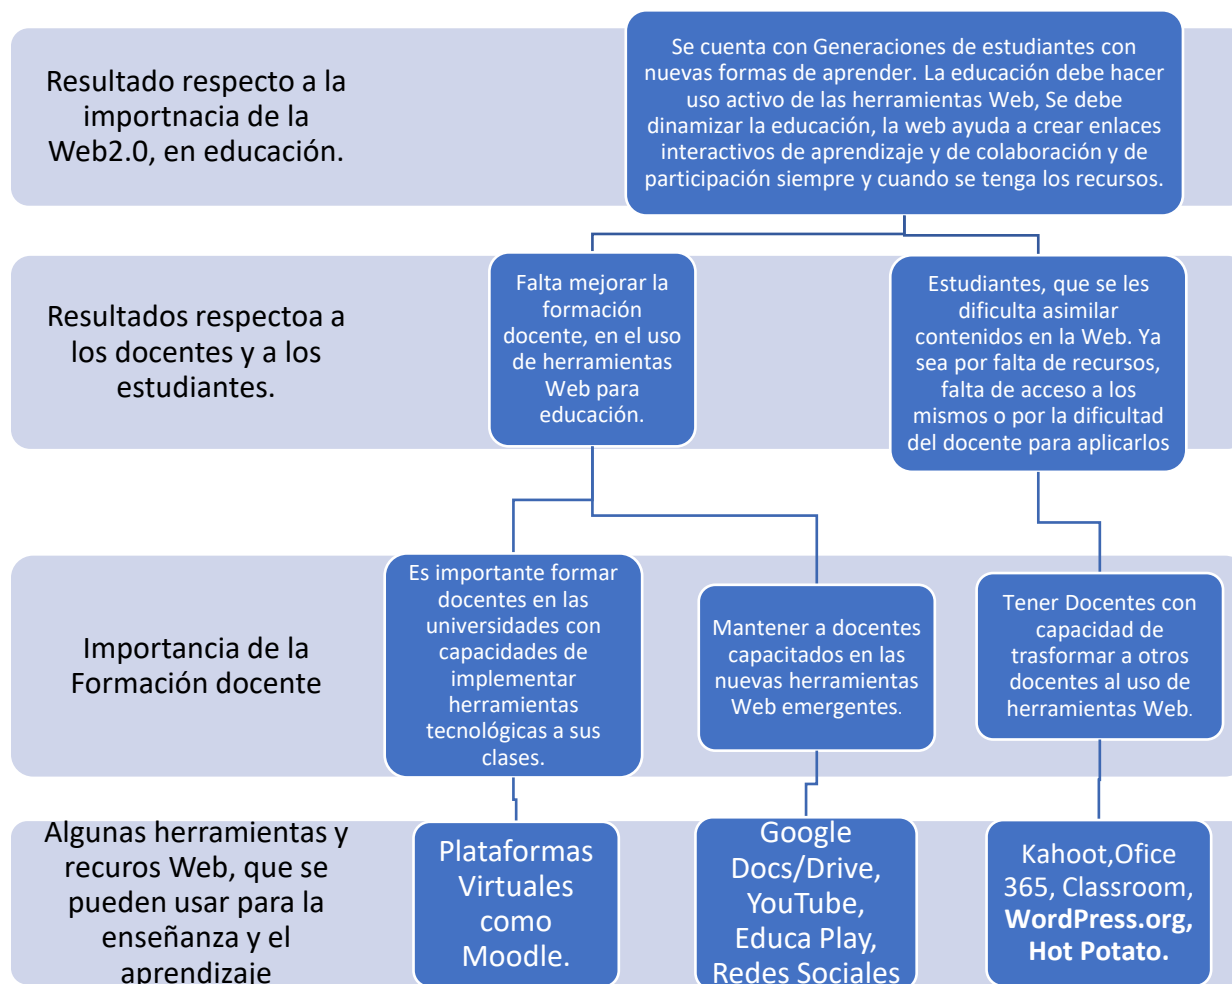 Resultado respecto a la
importnacia de la
Web2.0, en educación.
Se cuenta con Generaciones de estudiantes con
nuevas formas de aprender. La educación debe hacer
uso activo de las herramientas Web, Se debe
dinamizar la educación, la web ayuda a crear enlaces
interactivos de aprendizaje y de colaboración y de
participación siempre y cuando se tenga los recursos.
Resultados respectoa a
los docentes y a los
estudiantes.
Falta mejorar la
formación
docente, en el uso
de herramientas
Web para
educación.
Estudiantes, que se les
dificulta asimilar
contenidos en la Web. Ya
sea por falta de recursos,
falta de acceso a los
mismos o por la dificultad
del docente para aplicarlos
Importancia de la
Formación docente
Es importante formar
docentes en las
universidades con
capacidades de
implementar
herramientas
tecnológicas a sus
clases.
Mantener a docentes
capacitados en las
nuevas herramientas
Web emergentes.
Tener Docentes con
capacidad de
trasformar a otros
docentes al uso de
herramientas Web.
Algunas herramientas y
recuros Web, que se
pueden usar para la
enseñanza y el
aprendizaje
Plataformas
Virtuales
como
Moodle.
Google
Docs/Drive,
YouTube,
Educa Play,
Redes Sociales
Kahoot,Ofice
365, Classroom,
WordPress.org,
Hot Potato.